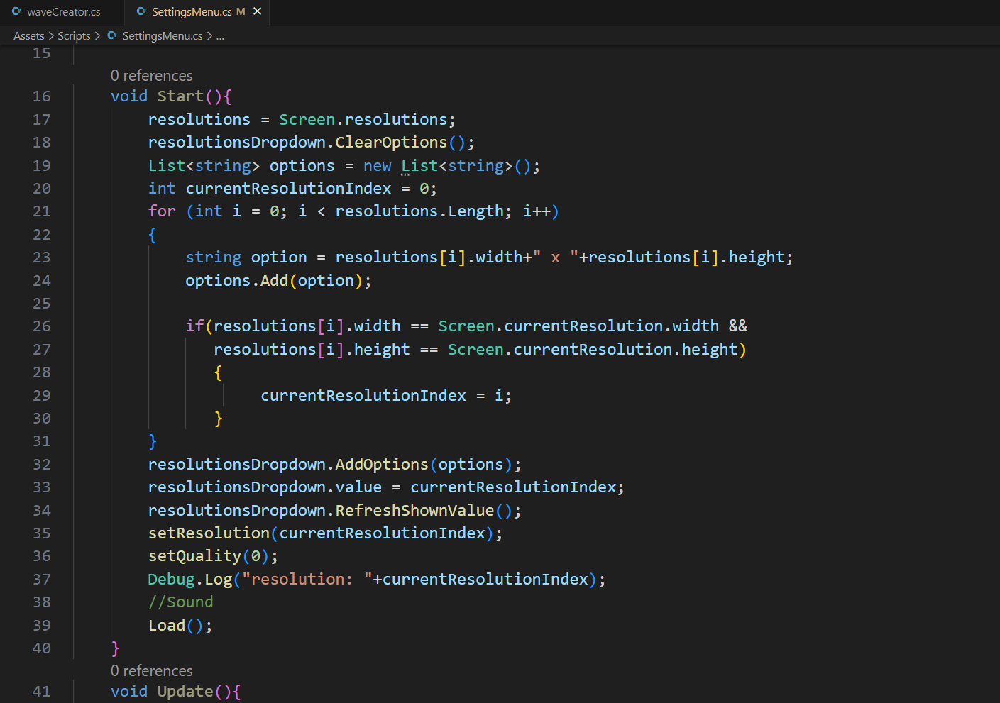 waveCreator.cs SettingsMenu.cs M ×
Assets > Scripts > SettingsMenu.cs > ...
15
0 references
16 void Start(){
17 resolutions = Screen.resolutions;
18 resolutionsDropdown.ClearOptions();
19 List<string> options = new List<string>();
20 int currentResolutionIndex = 0;
21 for (int i = 0; i < resolutions.Length; i++)
22 {
23 string option = resolutions[i].width+" x "+resolutions[i].height;
24 options.Add(option);
25
26 if(resolutions[i].width == Screen.currentResolution.width &&
27 resolutions[i].height == Screen.currentResolution.height)
28 {
29 currentResolutionIndex = i;
30 }
31 }
32 resolutionsDropdown.AddOptions(options);
33 resolutionsDropdown.value = currentResolutionIndex;
34 resolutionsDropdown.RefreshShownValue();
35 setResolution(currentResolutionIndex);
36 setQuality(0);
37 Debug.Log("resolution: "+currentResolutionIndex);
38 //Sound
39 Load();
40 }
0 references
41 void Update(){